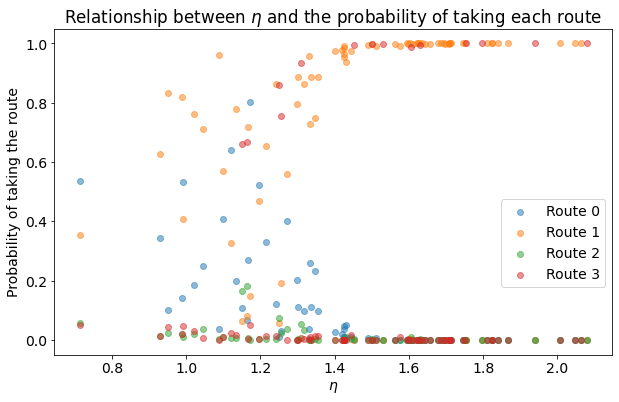 Relationship between η and the probability of taking each route
Probability of taking the route
1.0
0.8
0.6
0.4
0.2
0.0
Route 0
Route 1
Route 2
Route 3
0.8 1.0 1.2 1.4 1.6 1.8 2.0
η